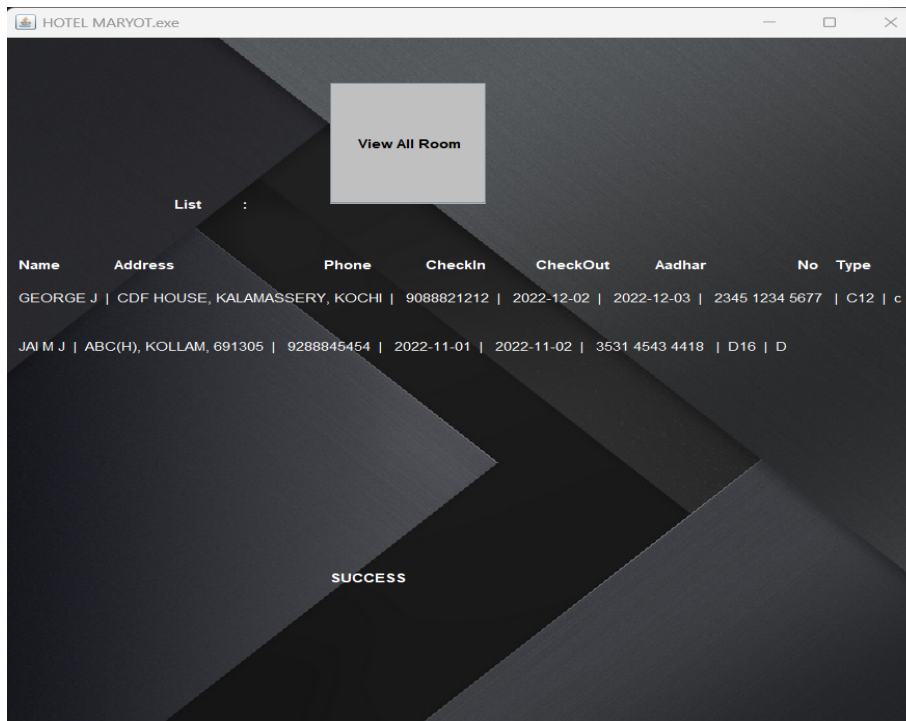 HOTEL MARYOT.exe
View All Room
List :
Name Address Phone CheckIn CheckOut Aadhar No Type
GEORGE J | CDF HOUSE, KALAMASSERY, KOCHI | 9088821212 | 2022-12-02 | 2022-12-03 | 2345 1234 5677 | C12 | c
JAI M J | ABC(H), KOLLAM, 691305 | 9288845454 | 2022-11-01 | 2022-11-02 | 3531 4543 4418 | D16 | D
SUCCESS